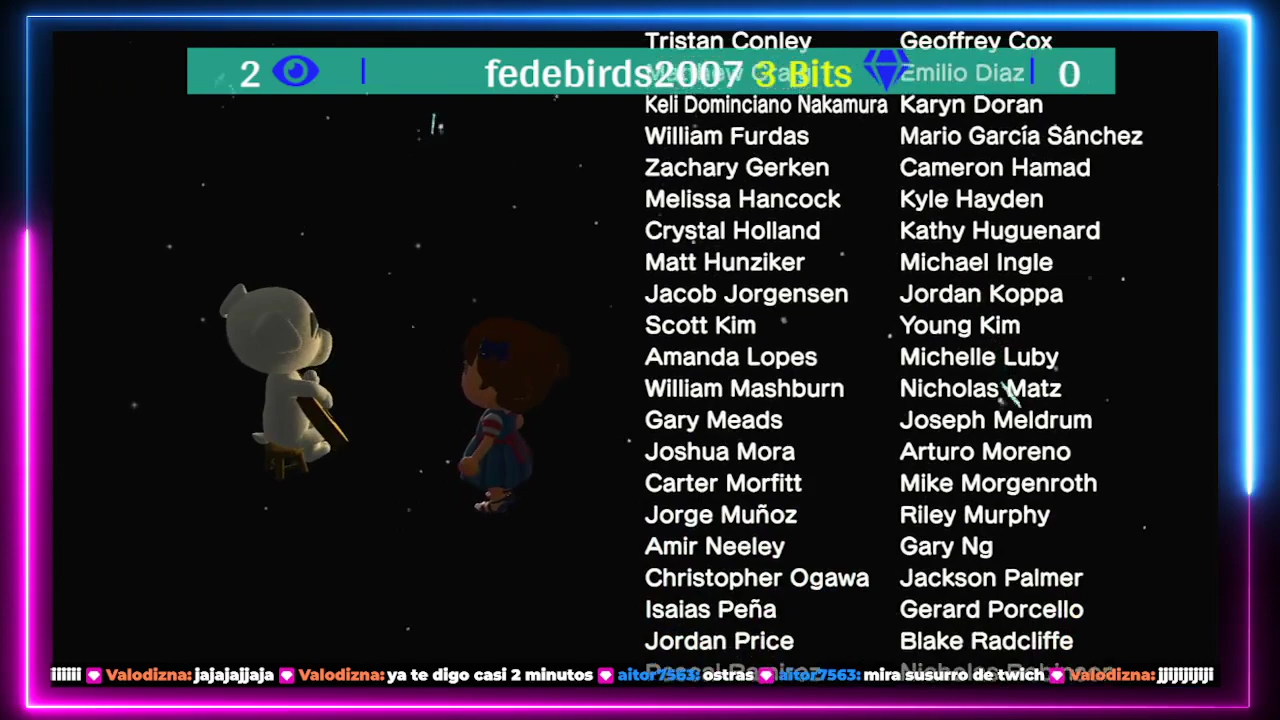 Tristan Conley Geoffrey Cox
2 fedebirds2007 3 Bits 0
Emilio Diaz
Keli Dominciano Nakamura Karyn Doran
William Furdas Mario García Sánchez
Zachary Gerken Cameron Hamad
Melissa Hancock Kyle Hayden
Crystal Holland Kathy Huguenard
Matt Hunziker Michael Ingle
Jacob Jorgensen Jordan Koppa
Scott Kim Young Kim
Amanda Lopes Michelle Luby
William Mashburn Nicholas Matz
Gary Meads Joseph Meldrum
Joshua Mora Arturo Moreno
Carter Morfitt Mike Morgenroth
Jorge Muñoz Riley Murphy
Amir Neeley Gary Ng
Christopher Ogawa Jackson Palmer
Isaias Peña Gerard Porcello
Jordan Price Blake Radcliffe
Valodizna: jajajajjaja Valodizna: ya te digo casi 2 minutos aitor7563: ostras aitor7563: mira susurro de twich Valodizna: jjjijijijiji